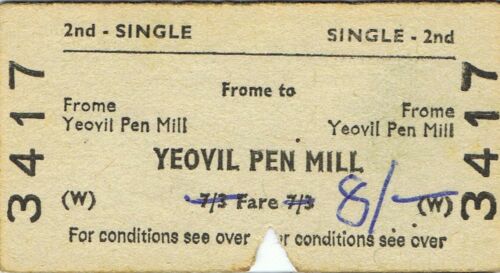 2nd - SINGLE SINGLE - 2nd
3417 3417
Frome to
Frome Frome
Yeovil Pen Mill Yeovil Pen Mill
YEOVIL PEN MILL
(W) 7/3 Fare 7/3 8/- (W)
For conditions see over or conditions see over